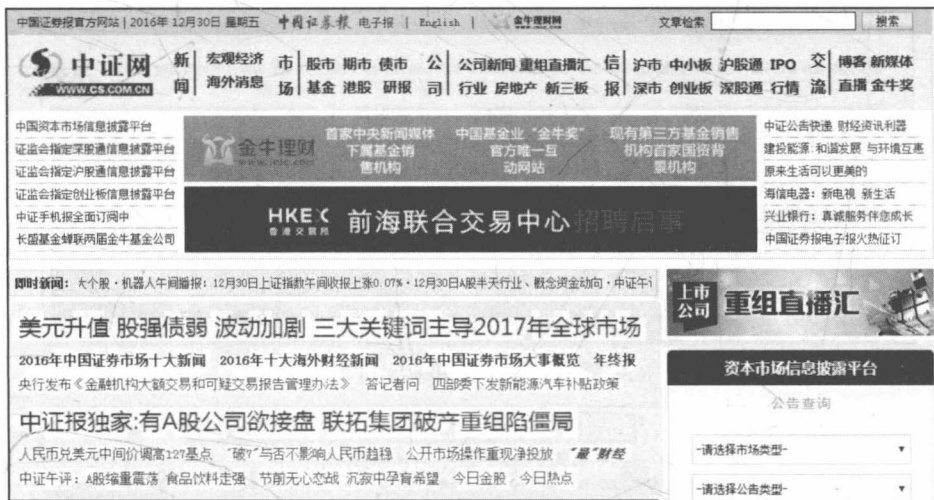 中国证券报官方网站 | 2016年 12月30日 星期五 中国证券报 电子报 | English | 金牛理财网 文章检索 搜索
中证网
WWW.CS.COM.CN
新闻 宏观经济 市场 股市 期市 债市 公司 公司新闻 重组直播汇 信报 沪市 中小板 沪股通 IPO 交流 博客 新媒体
海外消息 基金 港股 研报 行业 房地产 新三板 深市 创业板 深股通 行情 直播 金牛奖
中国资本市场信息披露平台
证监会指定深股通信息披露平台
证监会指定沪股通信息披露平台
证监会指定创业板信息披露平台
中证手机报全面订阅中
长盛基金蝉联两届金牛基金公司
金牛理财
www.jnlc.com
首家中央新闻媒体
下属基金销
售机构
中国基金业“金牛奖”
官方唯一互
动网站
现有第三方基金销售
机构首家国资背
景机构
HKEX
香港交易所
前海联合交易中心招聘启事
中证公告快递 财经资讯利器
建投能源:和谐发展 与环境互惠
原来生活可以更美的
海信电器:新电视 新生活
兴业银行:真诚服务伴您成长
中国证券报电子报火热征订
即时新闻: 大个股·机器人午间播报:12月30日上证指数午间收报上涨0.07%·12月30日A股半天行业、概念资金动向·中证午i
美元升值 股强债弱 波动加剧 三大关键词主导2017年全球市场
2016年中国证券市场十大新闻 2016年十大海外财经新闻 2016年中国证券市场大事概览 年终报
央行发布《金融机构大额交易和可疑交易报告管理办法》 答记者问 四部委下发新能源汽车补贴政策
中证报独家:有A股公司欲接盘 联拓集团破产重组陷僵局
人民币兑美元中间价调高127基点 “破7”与否不影响人民币趋稳 公开市场操作重现净投放 “最”财经
中证午评:A股缩量震荡 食品饮料走强 节前无心恋战 沉寂中孕育希望 今日金股 今日热点
上市公司 重组直播汇
资本市场信息披露平台
公告查询
-请选择市场类型-
-请选择公告类型-